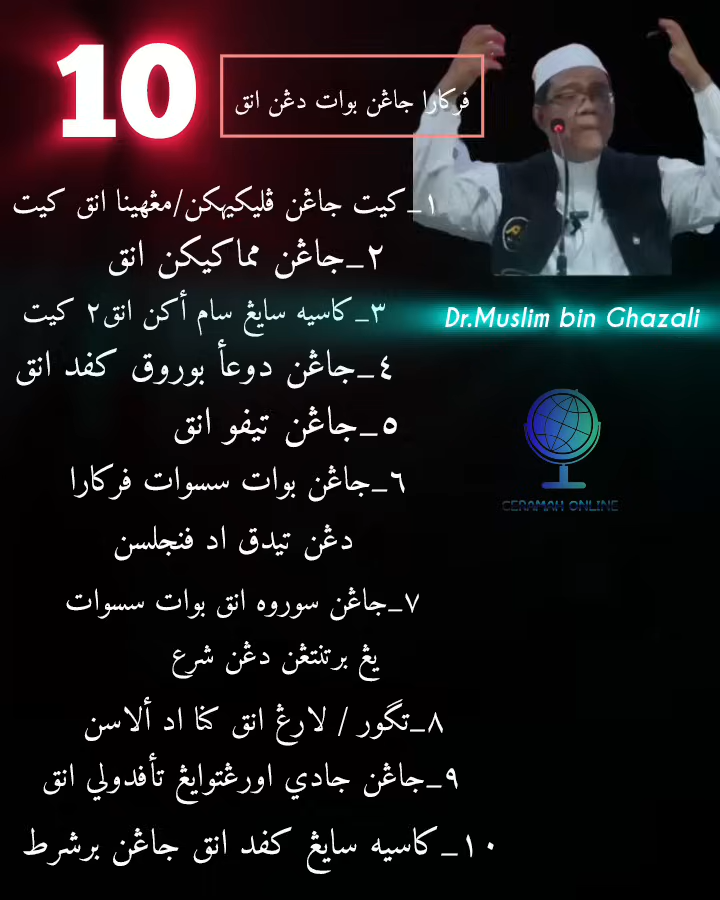 10
فركارا جاڠن بوات دڠن انق
١_كيت جاڠن ڤليكيهكن/مڠهينا انق كيت
٢_جاڠن مماكيكن انق
٣_كاسيه سايڠ سام أكن انق٢ كيت
٤_جاڠن دوعأ بوروق كفد انق
٥_جاڠن تيفو انق
٦_جاڠن بوات سسوات فركارا
دڠن تيدق اد فنجلسن
٧_جاڠن سوروه انق بوات سسوات
يڠ برتنتڠن دڠن شرع
٨_تگور / لارڠ انق كنا اد ألاسن
٩_جاڠن جادي اورڠتوايڠ تأفدولي انق
١٠_كاسيه سايڠ كفد انق جاڠن برشرط
Dr.Muslim bin Ghazali
CERAMAH ONLINE